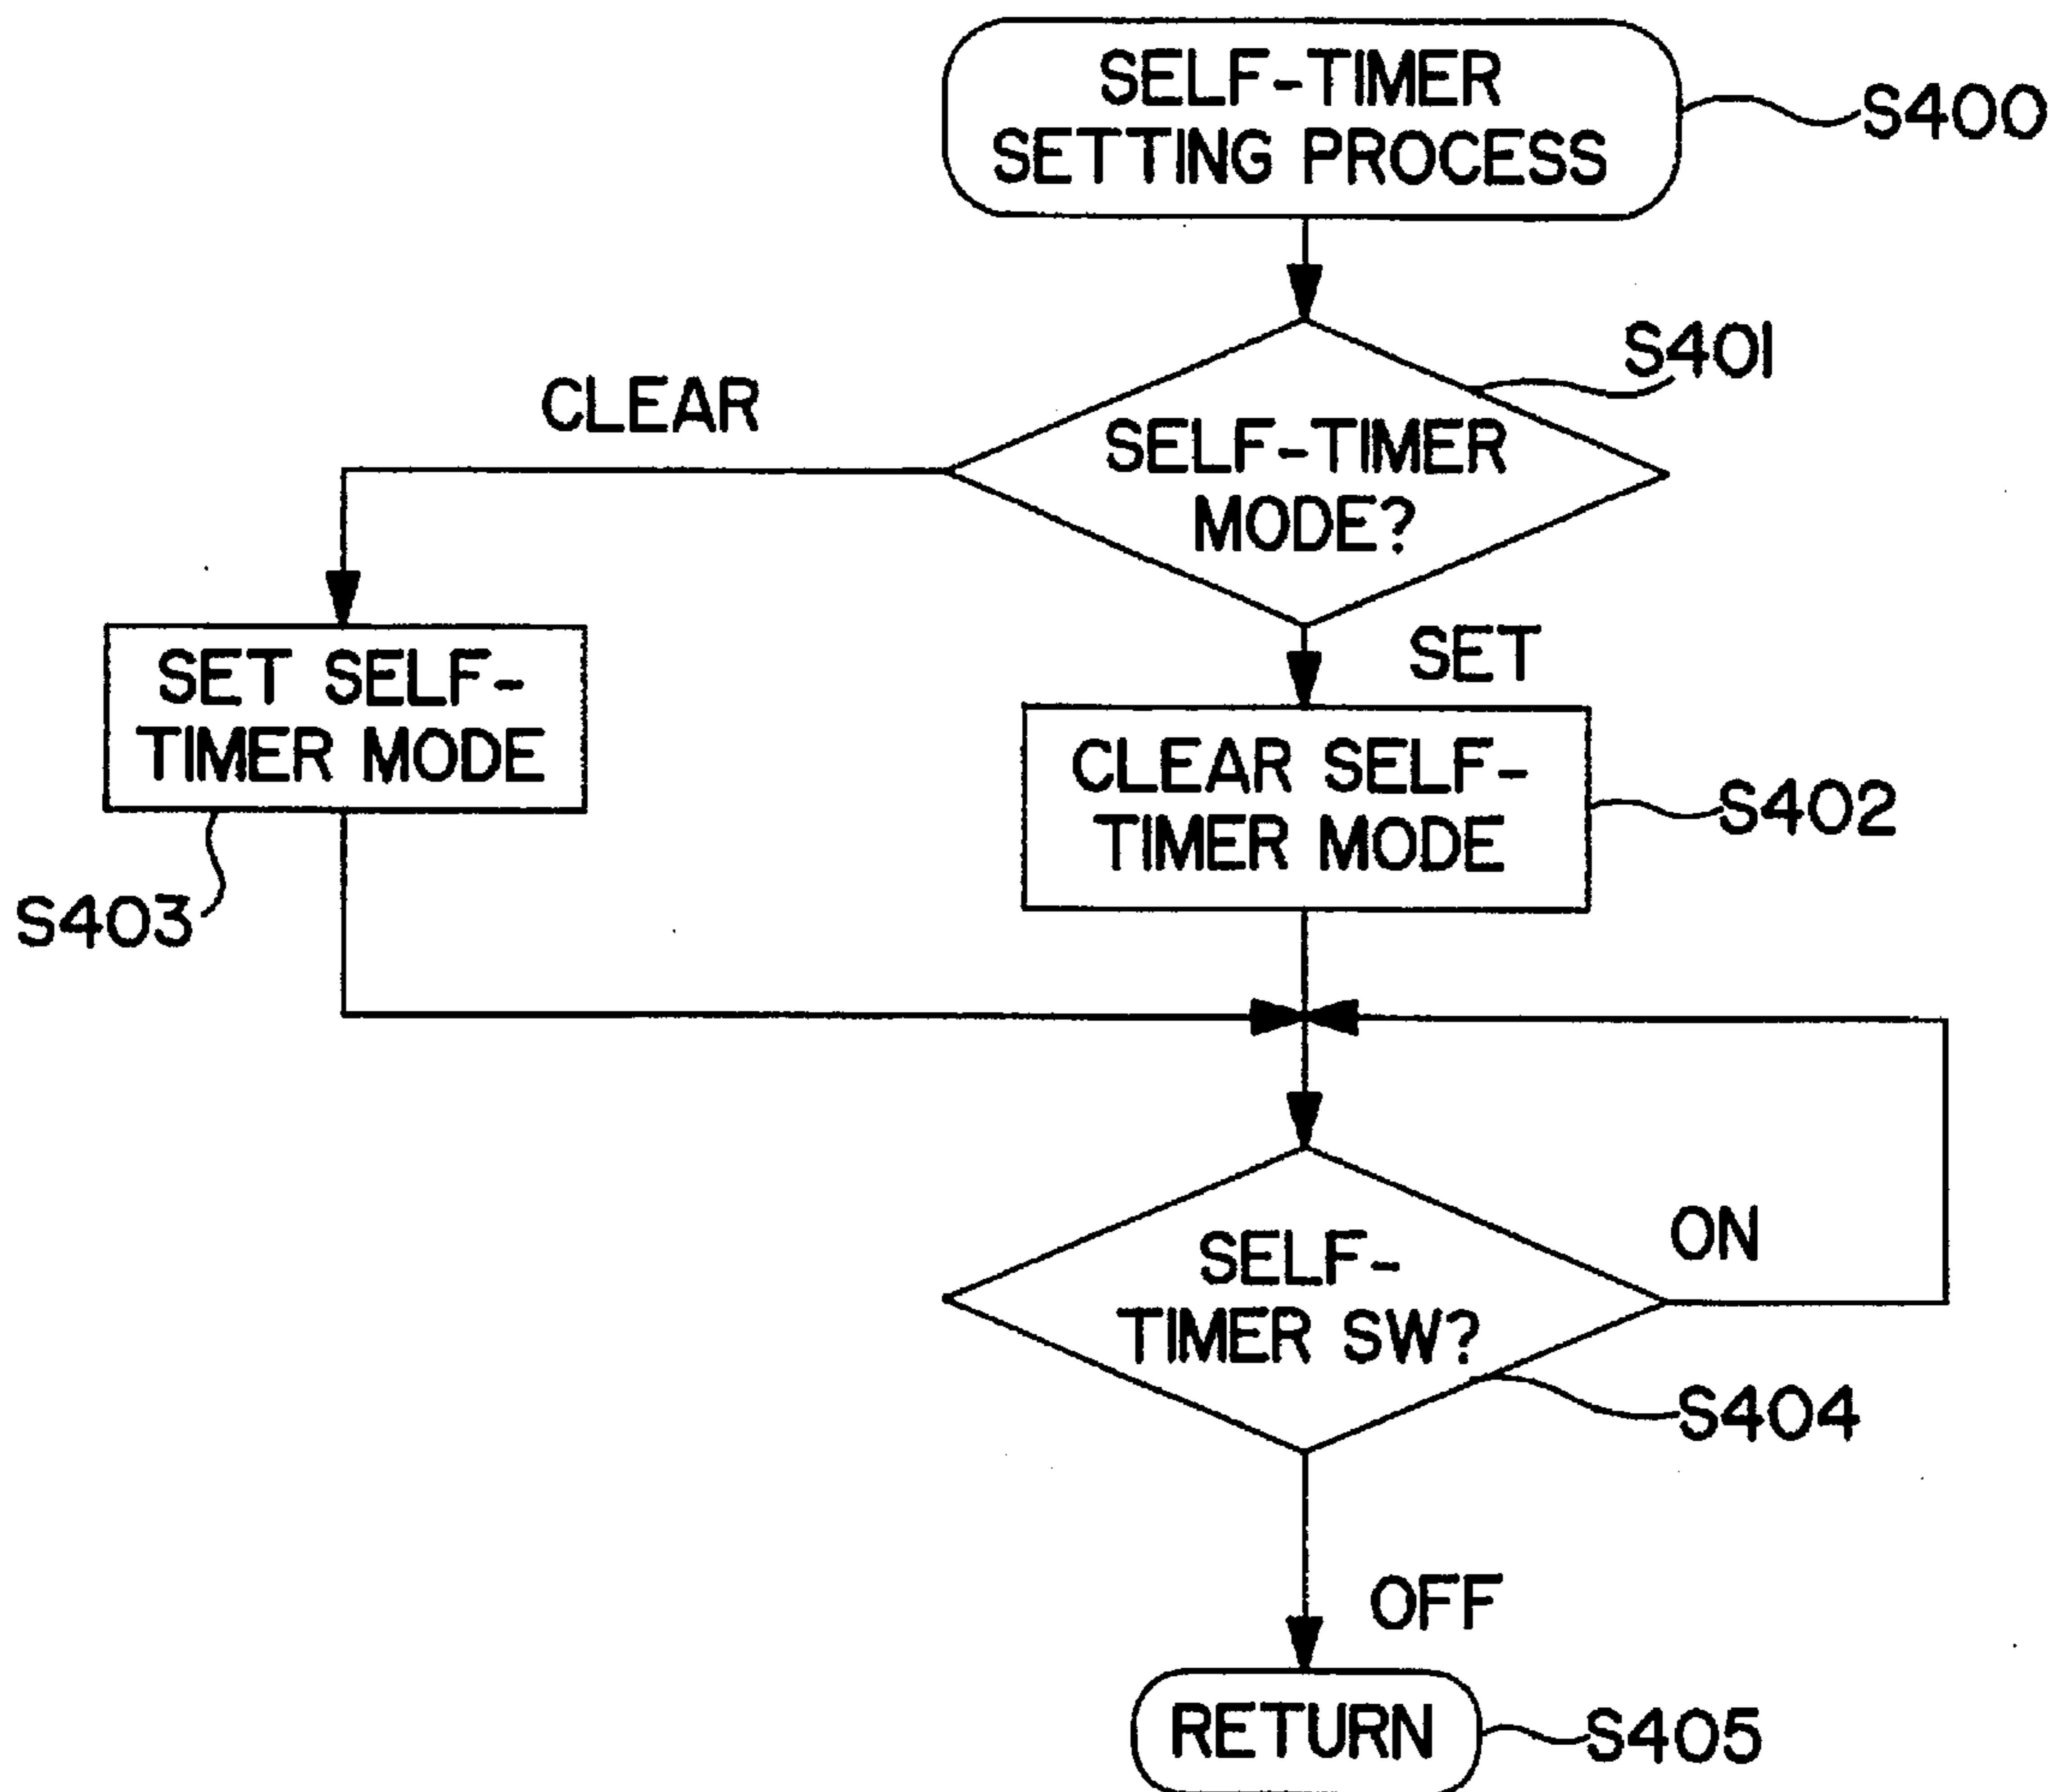 SELF-TIMER
SETTING PROCESS
S400
S401
CLEAR
SELF-TIMER
MODE?
SET
SET SELF-
TIMER MODE
CLEAR SELF-
TIMER MODE
S402
S403
ON
SELF-
TIMER SW?
S404
OFF
RETURN
S405